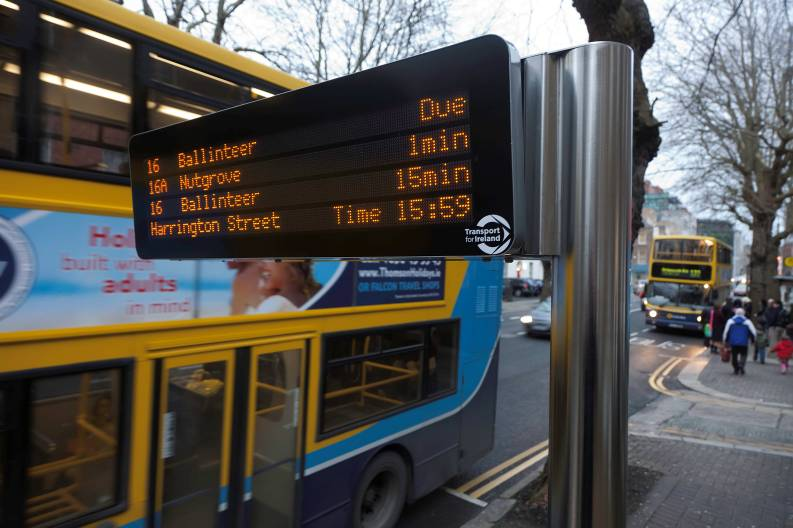 Due
16 Ballinteer 1min
16A Nutgrove 15min
16 Ballinteer
Harrington Street Time 15:59
Transport
for Ireland
built with
adults
in mind
www.ThomsonHolidays.ie
OR FALCON TRAVEL SHOPS